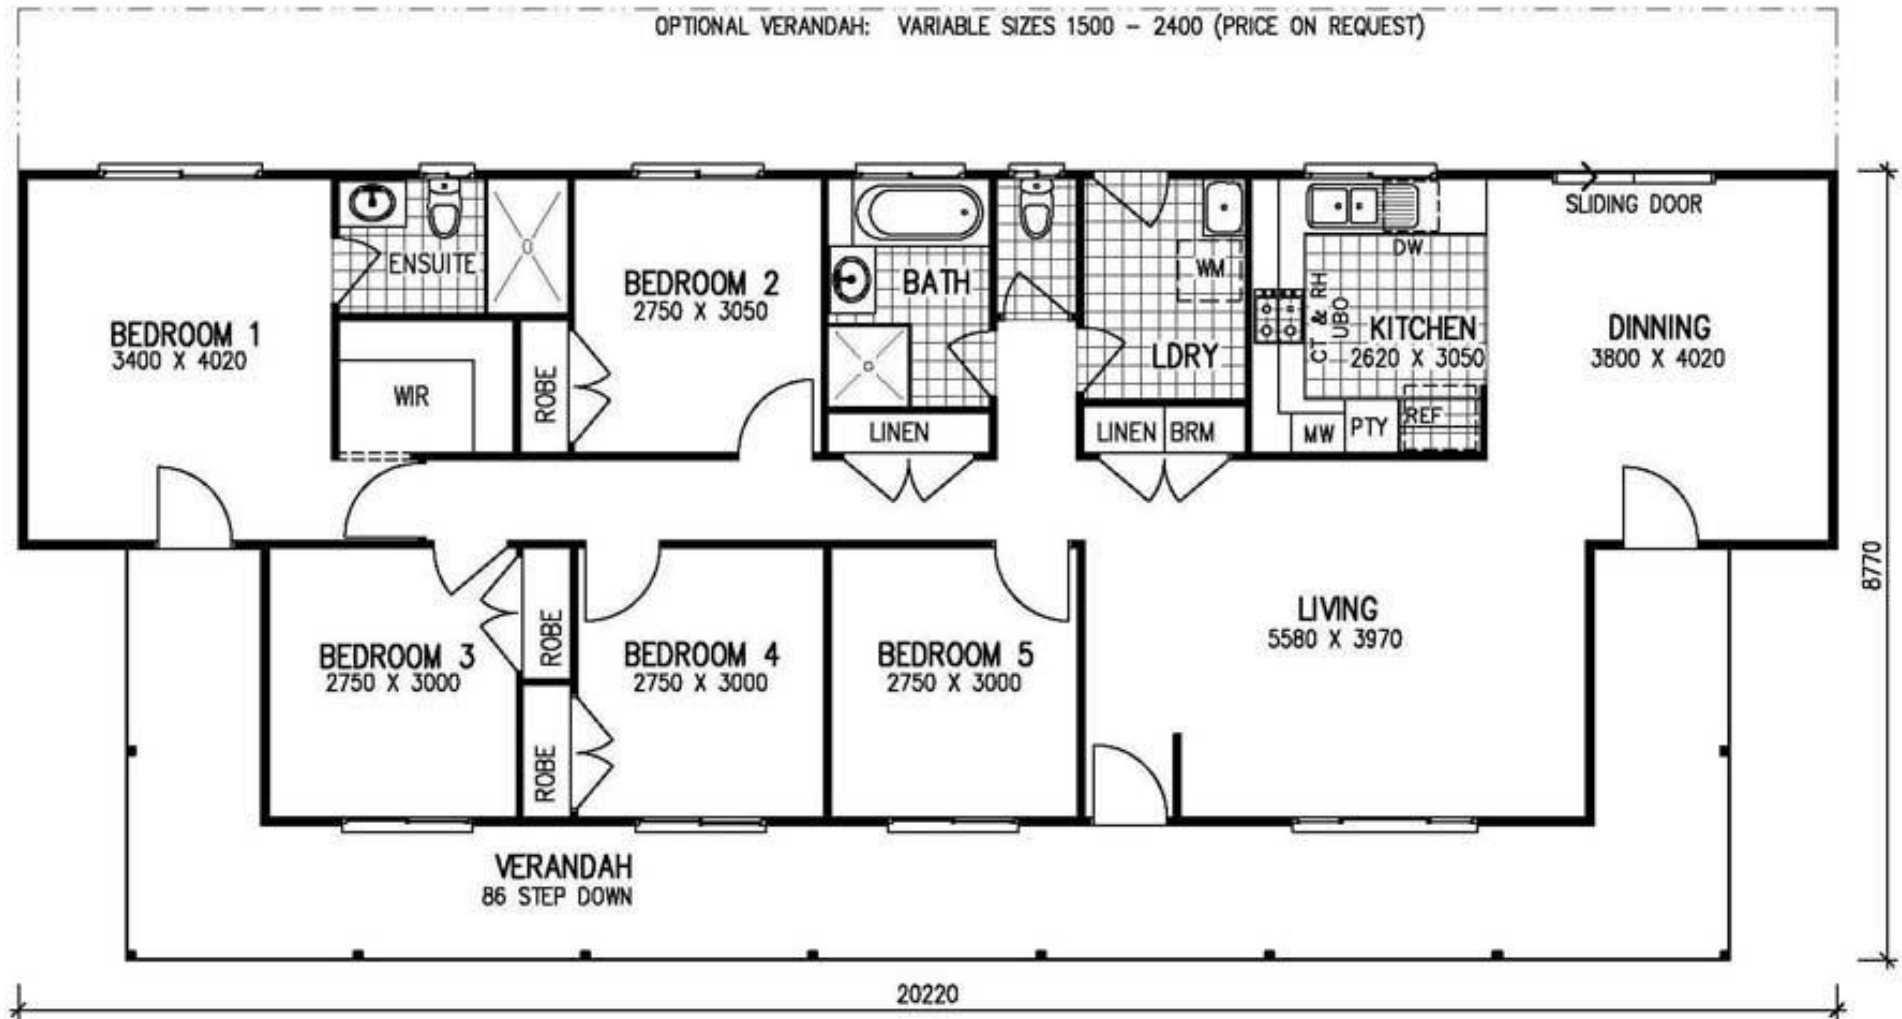 OPTIONAL VERANDAH: VARIABLE SIZES 1500 - 2400 (PRICE ON REQUEST)
SLIDING DOOR
ENSUITE
BEDROOM 2
2750 X 3050
BATH
WM
DW
BEDROOM 1
3400 X 4020
CT & RH
UBO
KITCHEN
2620 X 3050
DINNING
3800 X 4020
LDRY
WIR
ROBE
LINEN
LINEN
BRM
MW
PTY
REF
8770
LIVING
5580 X 3970
ROBE
BEDROOM 3
2750 X 3000
BEDROOM 4
2750 X 3000
BEDROOM 5
2750 X 3000
ROBE
VERANDAH
86 STEP DOWN
20220